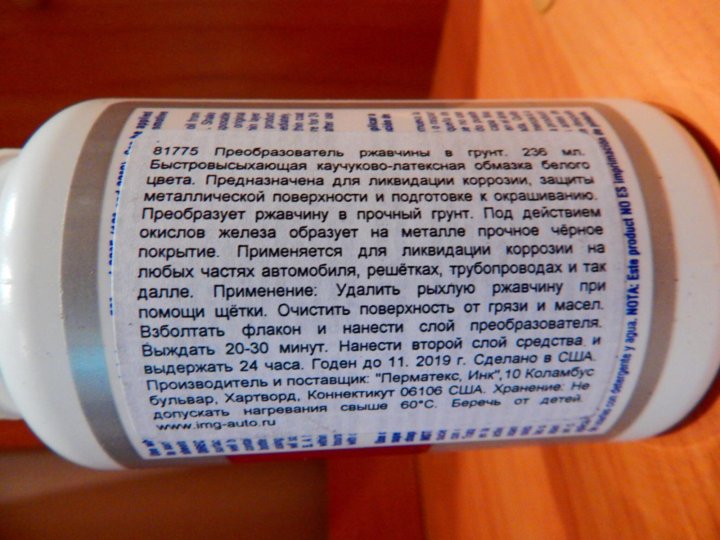 81775 Преобразователь ржавчины в грунт. 236 мл.
Быстровысыхающая каучуково-латексная обмазка белого
цвета. Предназначена для ликвидации коррозии, защиты
металлической поверхности и подготовке к окрашиванию.
Преобразует ржавчину в прочный грунт. Под действием
окислов железа образует на металле прочное чёрное
покрытие. Применяется для ликвидации коррозии на
любых частях автомобиля, решётках, трубопроводах и так
далле. Применение: Удалить рыхлую ржавчину при
помощи щётки. Очистить поверхность от грязи и масел.
Взболтать флакон и нанести слой преобразователя.
Выждать 20-30 минут. Нанести второй слой средства и
выдержать 24 часа. Годен до 11. 2019 г. Сделано в США.
Производитель и поставщик: "Перматекс, Инк",10 Коламбус
бульвар, Хартворд, Коннектикут 06106 США. Хранение: Не
допускать нагревания свыше 60°С. Беречь от детей.
www.img-auto.ru
NOTA: Este product NO ES imprimación de
con detergente y agua.